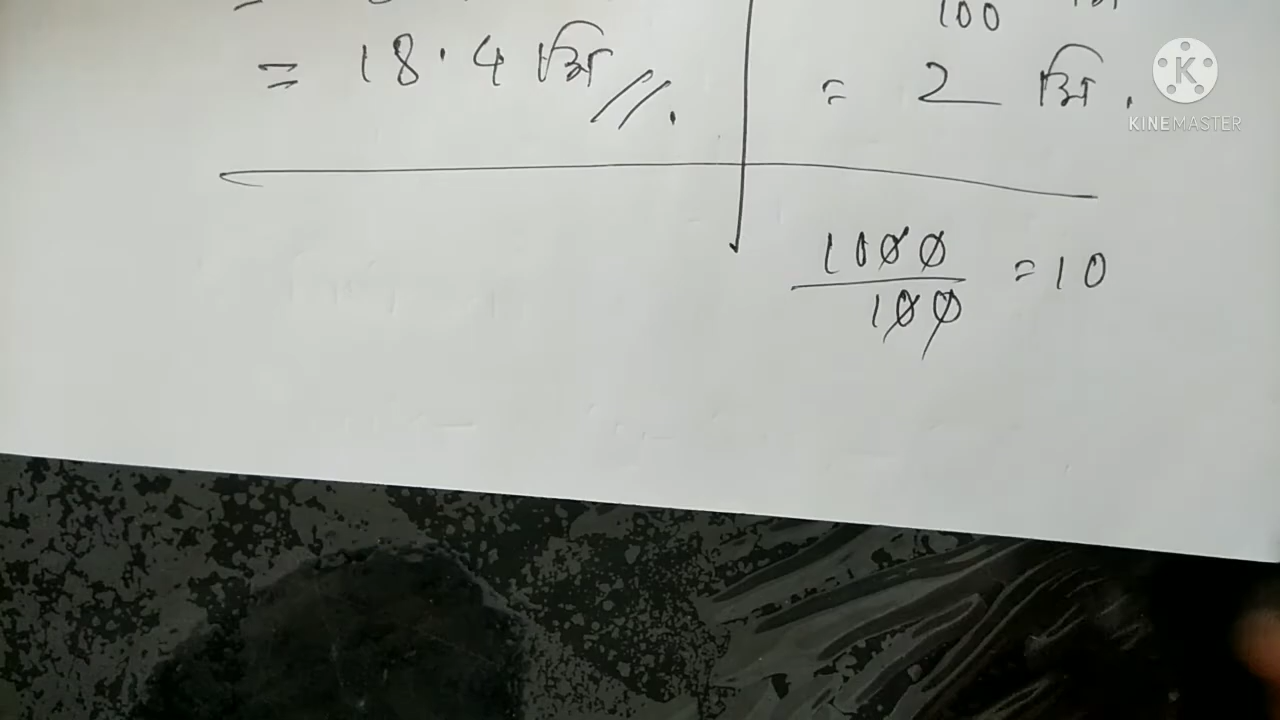 = 18.4 মি //.
100
= 2 মি.
1000
100
= 10
KINEMASTER